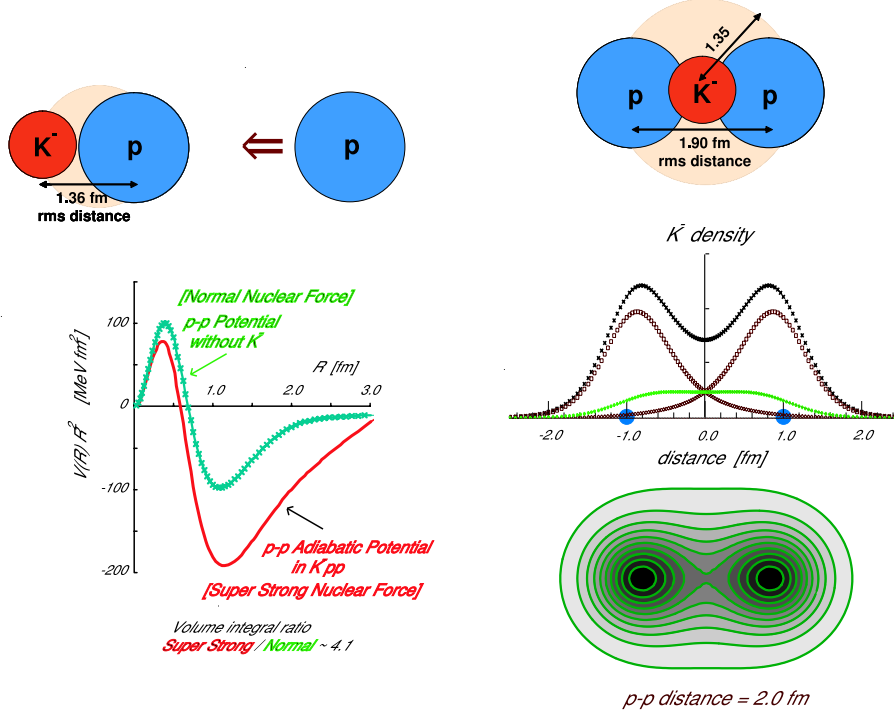 K⁻
p
⇐
p
1.36 fm
rms distance
1.35
p
K⁻
p
1.90 fm
rms distance
[Normal Nuclear Force]
p-p Potential
without K⁻
R [fm]
V(R) R² [MeV fm²]
100
0
-100
-200
1.0
2.0
3.0
p-p Adiabatic Potential
in K⁻pp
[Super Strong Nuclear Force]
Volume integral ratio
Super Strong / Normal ~ 4.1
K⁻ density
-2.0
-1.0
0.0
1.0
2.0
distance [fm]
p-p distance = 2.0 fm